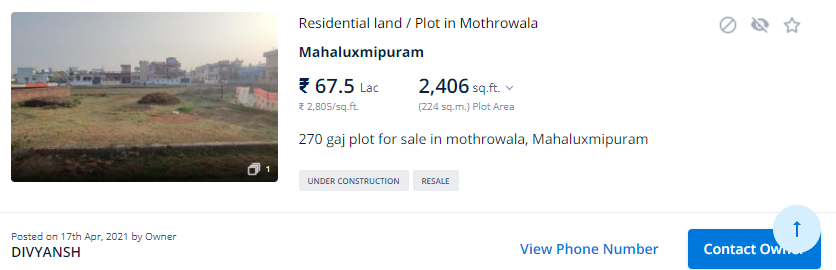 Residential land / Plot in Mothrowala
Mahaluxmipuram
₹ 67.5 Lac 2,406 sq.ft.
₹ 2,805/sq.ft. (224 sq.m.) Plot Area
270 gaj plot for sale in mothrowala, Mahaluxmipuram
1
UNDER CONSTRUCTION RESALE
Posted on 17th Apr, 2021 by Owner
DIVYANSH
View Phone Number Contact